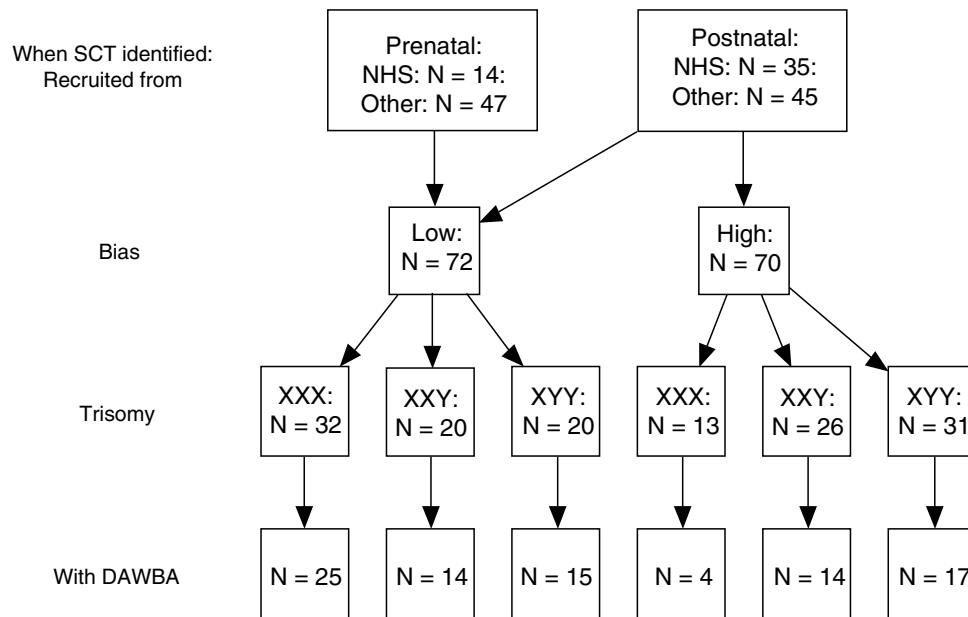 When SCT identified:
Recruited from
Prenatal:
NHS: N = 14:
Other: N = 47
Postnatal:
NHS: N = 35:
Other: N = 45
Bias
Low:
N = 72
High:
N = 70
Trisomy
XXX:
N = 32
XXY:
N = 20
XYY:
N = 20
XXX:
N = 13
XXY:
N = 26
XYY:
N = 31
With DAWBA
N = 25
N = 14
N = 15
N = 4
N = 14
N = 17